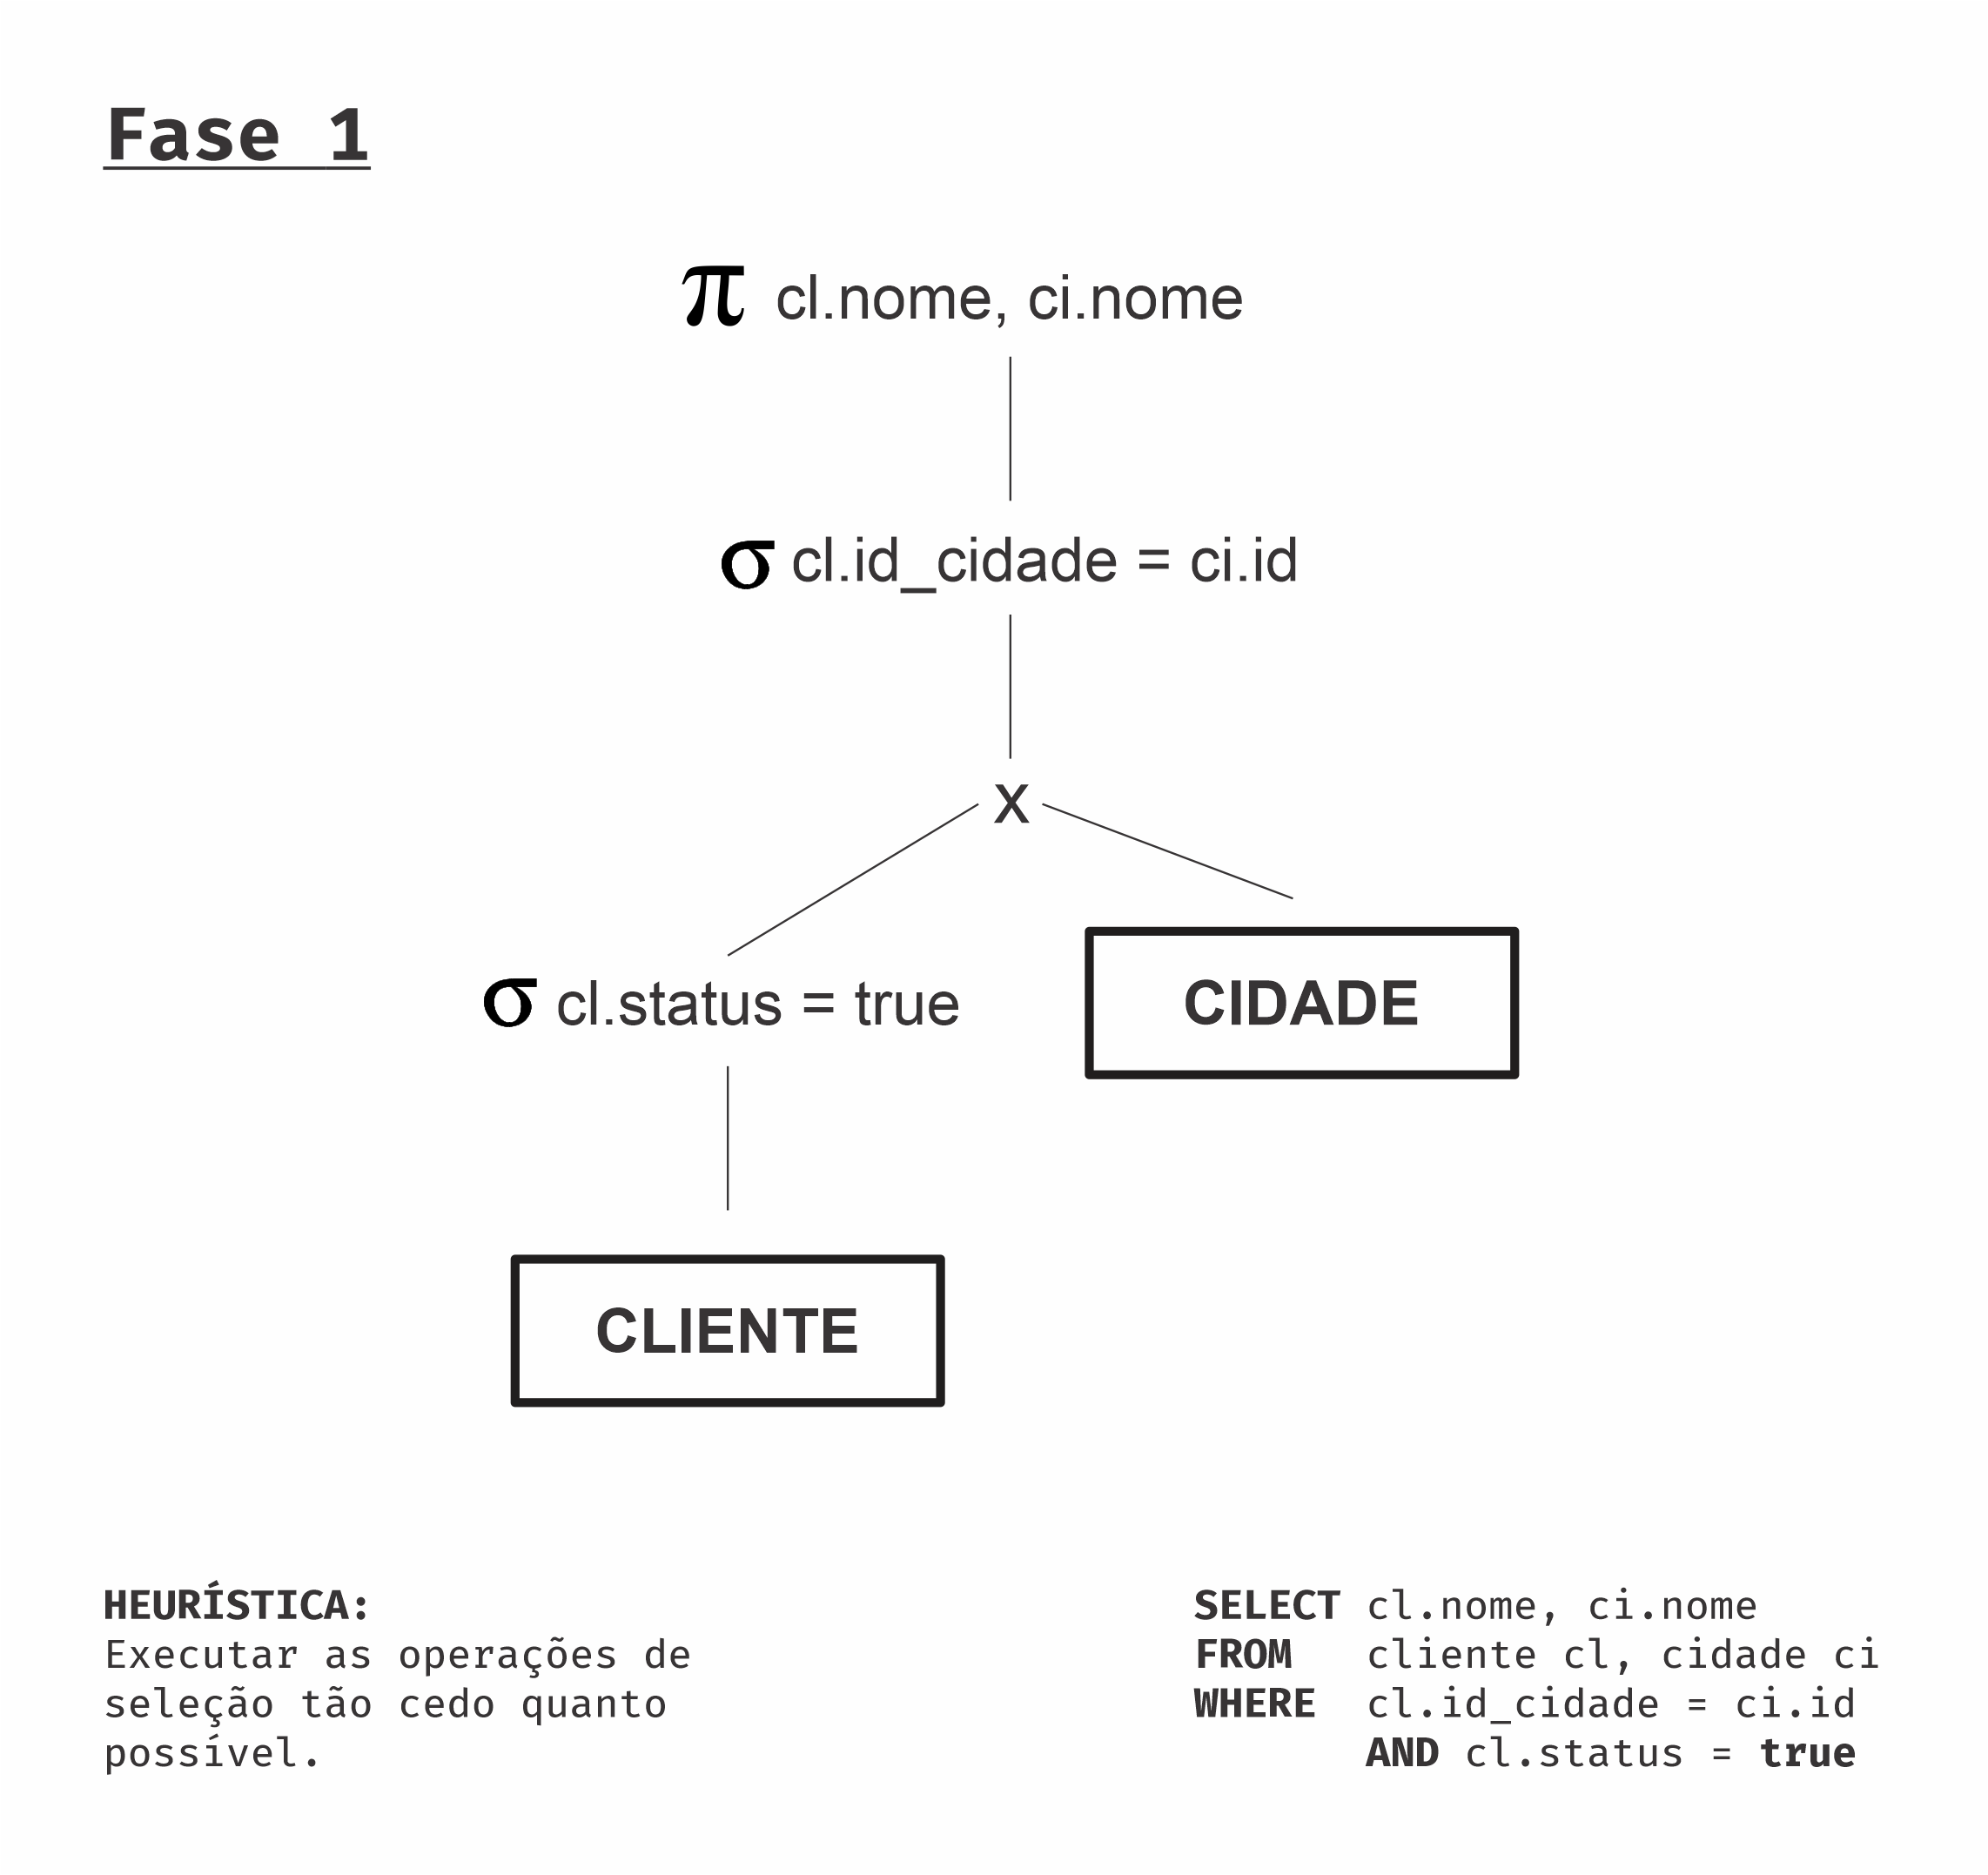 Fase 1
π cl.nome, ci.nome
σ cl.id_cidade = ci.id
x
σ cl.status = true
CIDADE
CLIENTE
HEURÍSTICA:
Executar as operações de
seleção tão cedo quanto
possível.
SELECT cl.nome, ci.nome
FROM cliente cl, cidade ci
WHERE cl.id_cidade = ci.id
AND cl.status = true